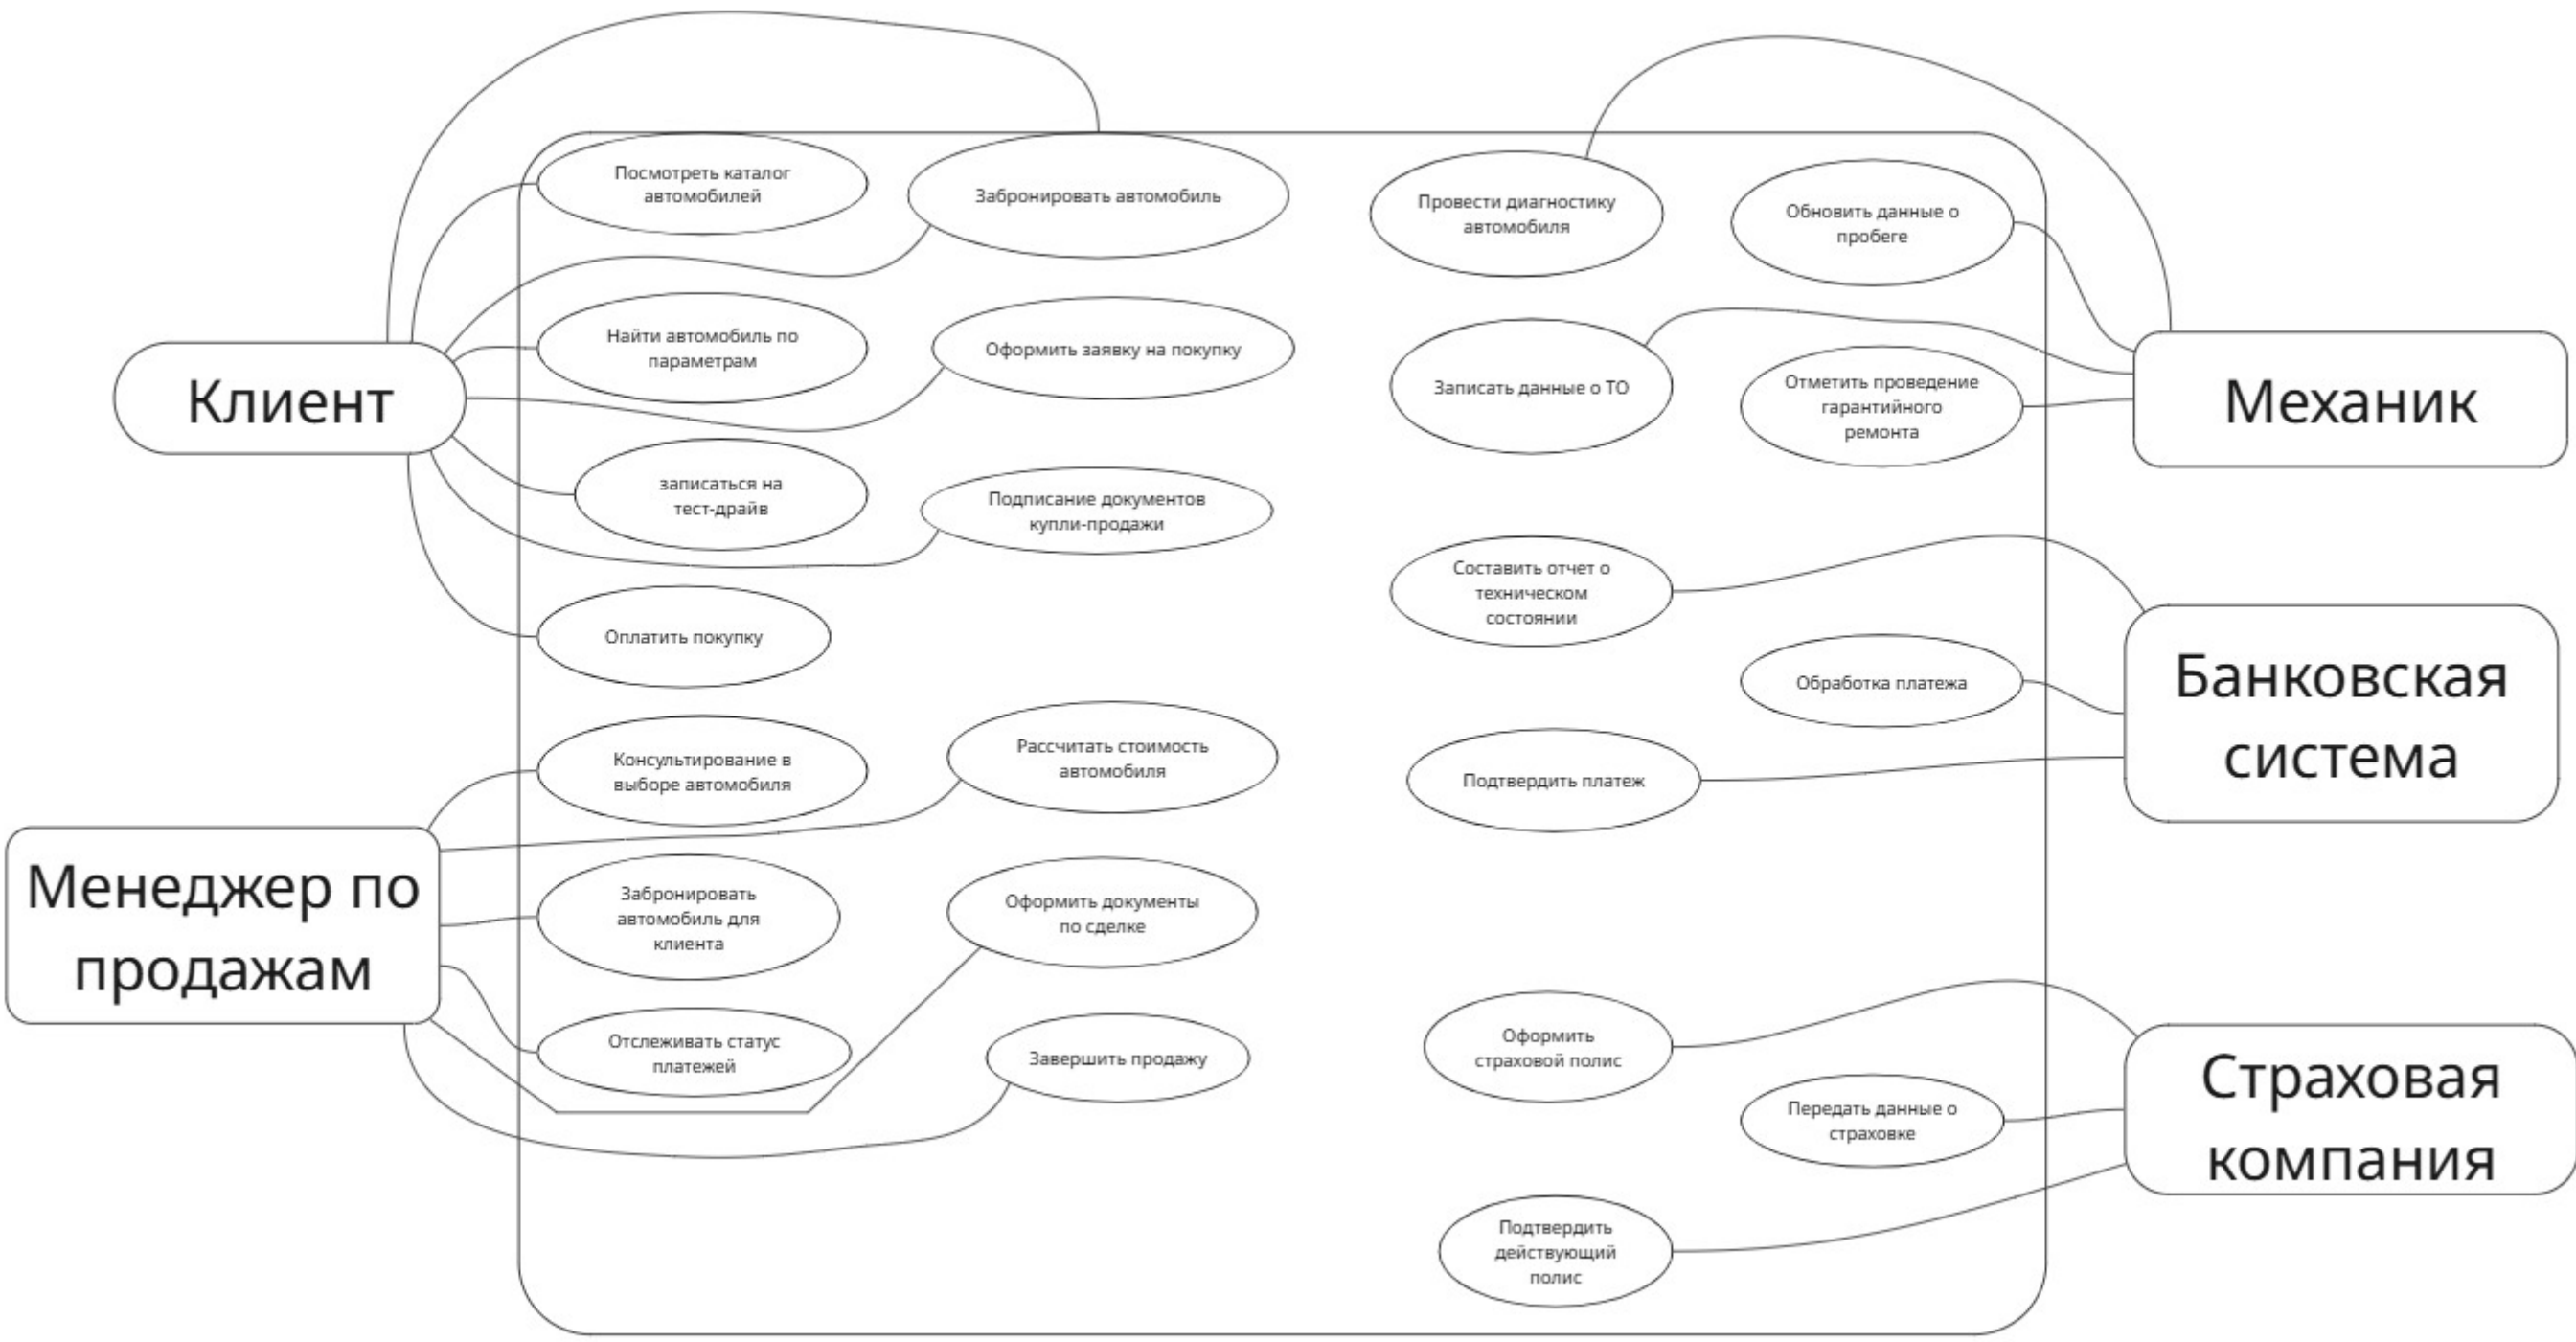 Клиент
Посмотреть каталог
автомобилей
Забронировать автомобиль
Найти автомобиль по
параметрам
Оформить заявку на покупку
записаться на
тест-драйв
Подписание документов
купли-продажи
Оплатить покупку
Менеджер по
продажам
Консультирование в
выборе автомобиля
Рассчитать стоимость
автомобиля
Забронировать
автомобиль для
клиента
Оформить документы
по сделке
Отслеживать статус
платежей
Завершить продажу
Провести диагностику
автомобиля
Обновить данные о
пробеге
Записать данные о ТО
Отметить проведение
гарантийного
ремонта
Механик
Составить отчет о
техническом
состоянии
Обработка платежа
Подтвердить платеж
Банковская
система
Оформить
страховой полис
Передать данные о
страховке
Подтвердить
действующий
полис
Страховая
компания